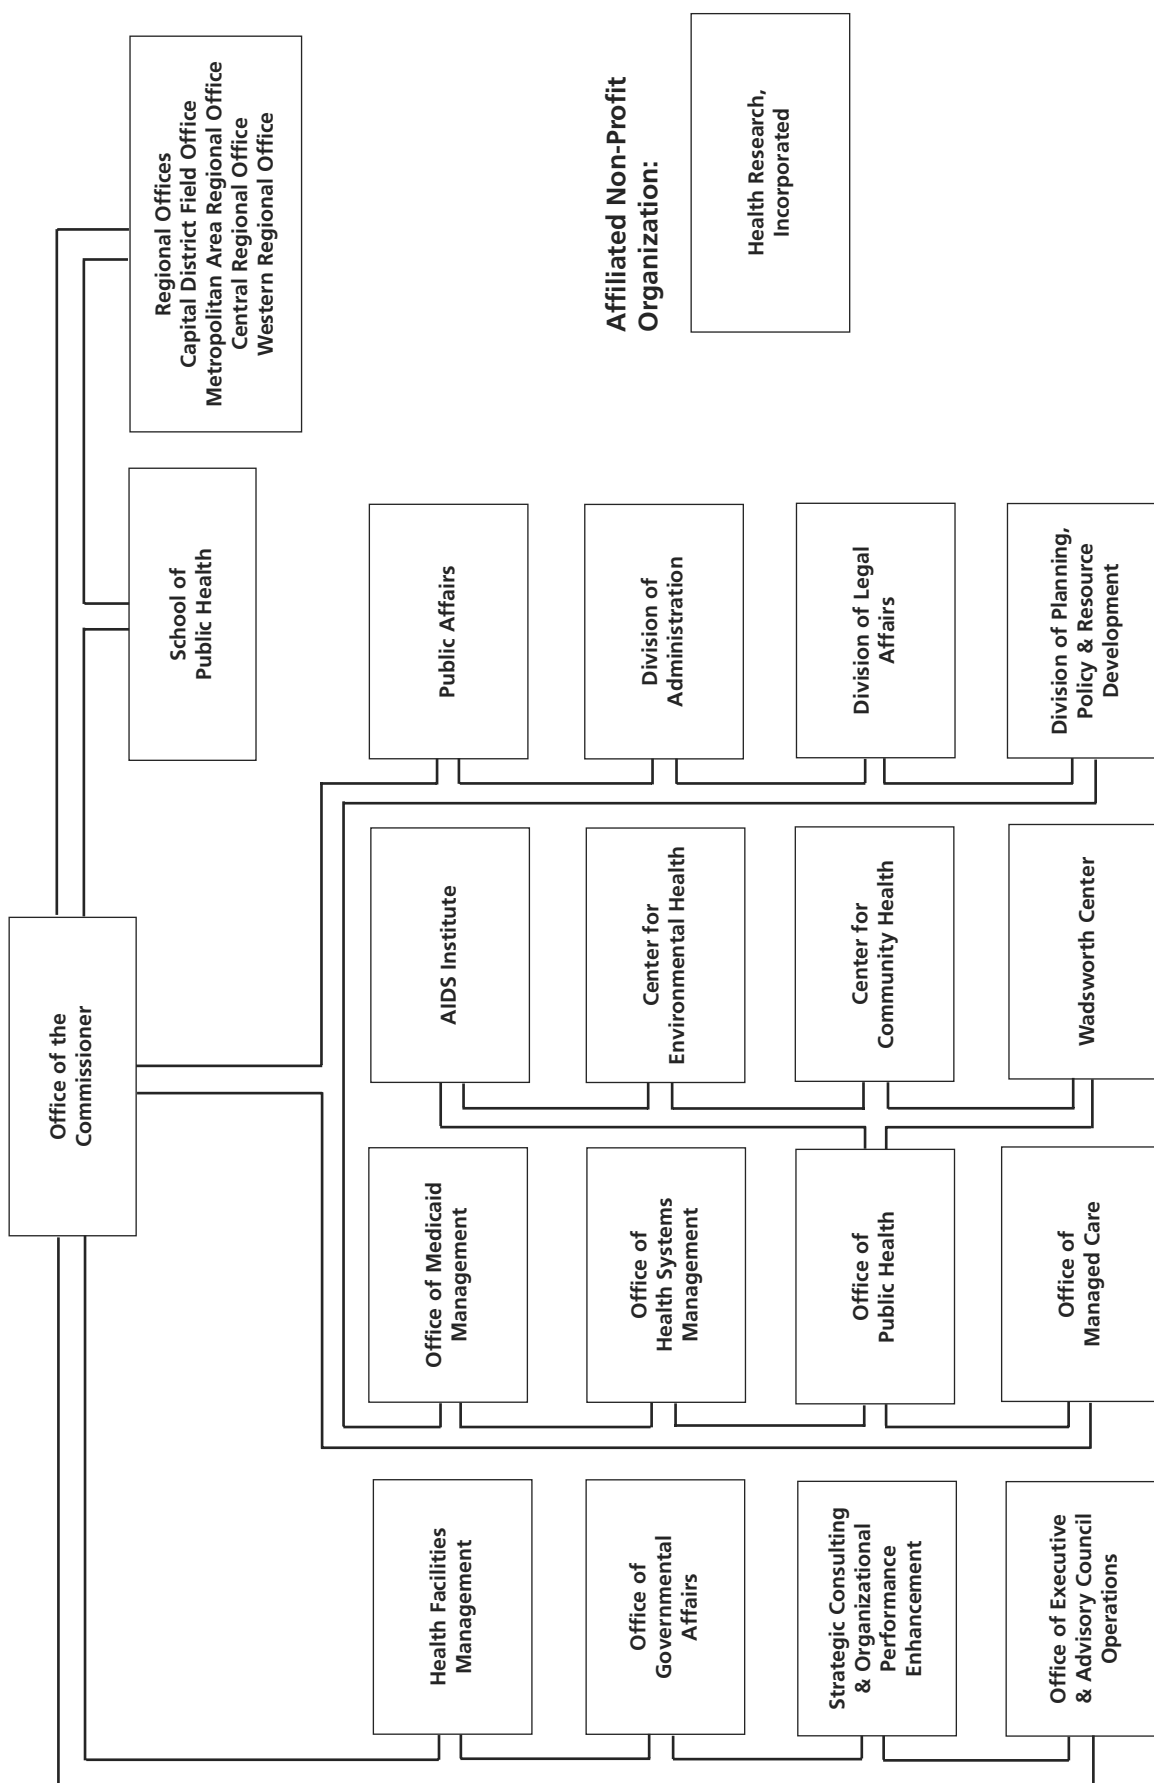 Office of the
Commissioner
School of
Public Health
Regional Offices
Capital District Field Office
Metropolitan Area Regional Office
Central Regional Office
Western Regional Office
Health Facilities
Management
Office of
Governmental
Affairs
Strategic Consulting
& Organizational
Performance
Enhancement
Office of Executive
& Advisory Council
Operations
Office of Medicaid
Management
Office of
Health Systems
Management
Office of
Public Health
Office of
Managed Care
AIDS Institute
Center for
Environmental Health
Center for
Community Health
Wadsworth Center
Public Affairs
Division of
Administration
Division of Legal
Affairs
Division of Planning,
Policy & Resource
Development
Affiliated Non-Profit
Organization:
Health Research,
Incorporated